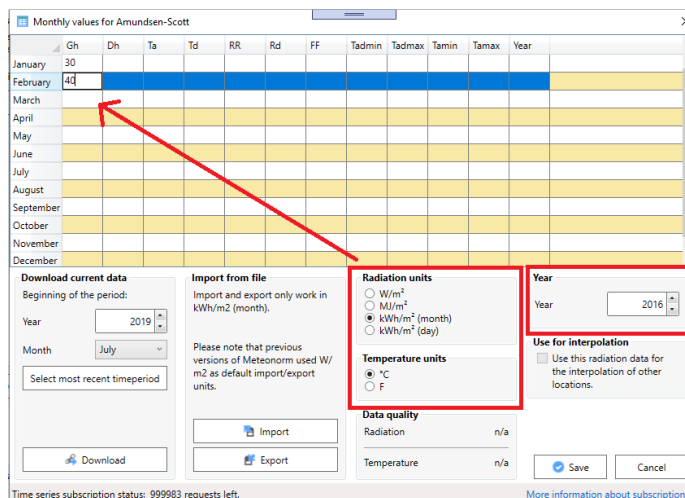 Monthly values for Amundsen-Scott
Gh Dh Ta Td RR Rd FF Tadmin Tadmax Tamin Tamax Year
January 30
February 40
March
April
May
June
July
August
September
October
November
December
Download current data
Beginning of the period:
Year 2019
Month July
Select most recent timeperiod
Download
Import from file
Import and export only work in
kWh/m2 (month).
Please note that previous
versions of Meteonorm used W/
m2 as default import/export
units.
Import
Export
Radiation units
W/m²
MJ/m²
kWh/m² (month)
kWh/m² (day)
Temperature units
°C
F
Data quality
Radiation n/a
Temperature n/a
Year
Year 2016
Use for interpolation
Use this radiation data for
the interpolation of other
locations.
Save Cancel
Time series subscription status: 999983 requests left. More information about subscription